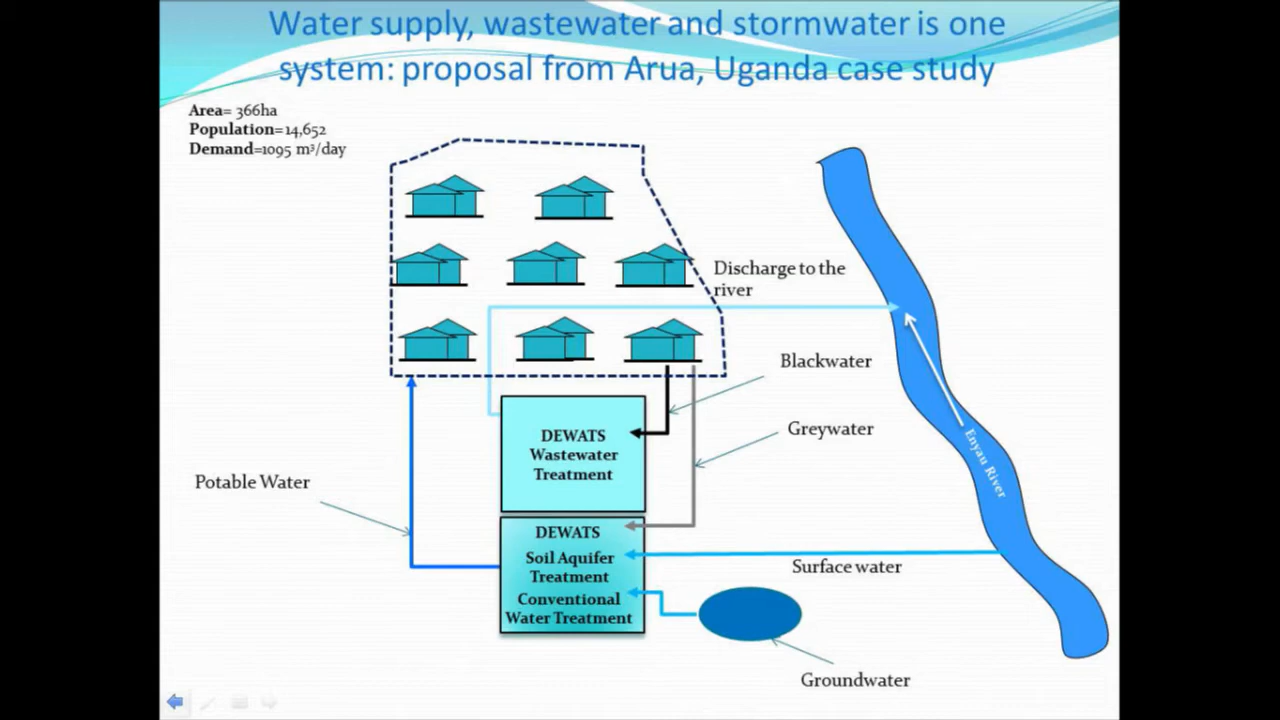 Water supply, wastewater and stormwater is one
system: proposal from Arua, Uganda case study
Area= 366ha
Population=14,652
Demand=1095 m³/day
Discharge to the
river
Blackwater
Greywater
DEWATS
Wastewater
Treatment
Enyau River
Potable Water
DEWATS
Soil Aquifer
Treatment
Conventional
Water Treatment
Surface water
Groundwater